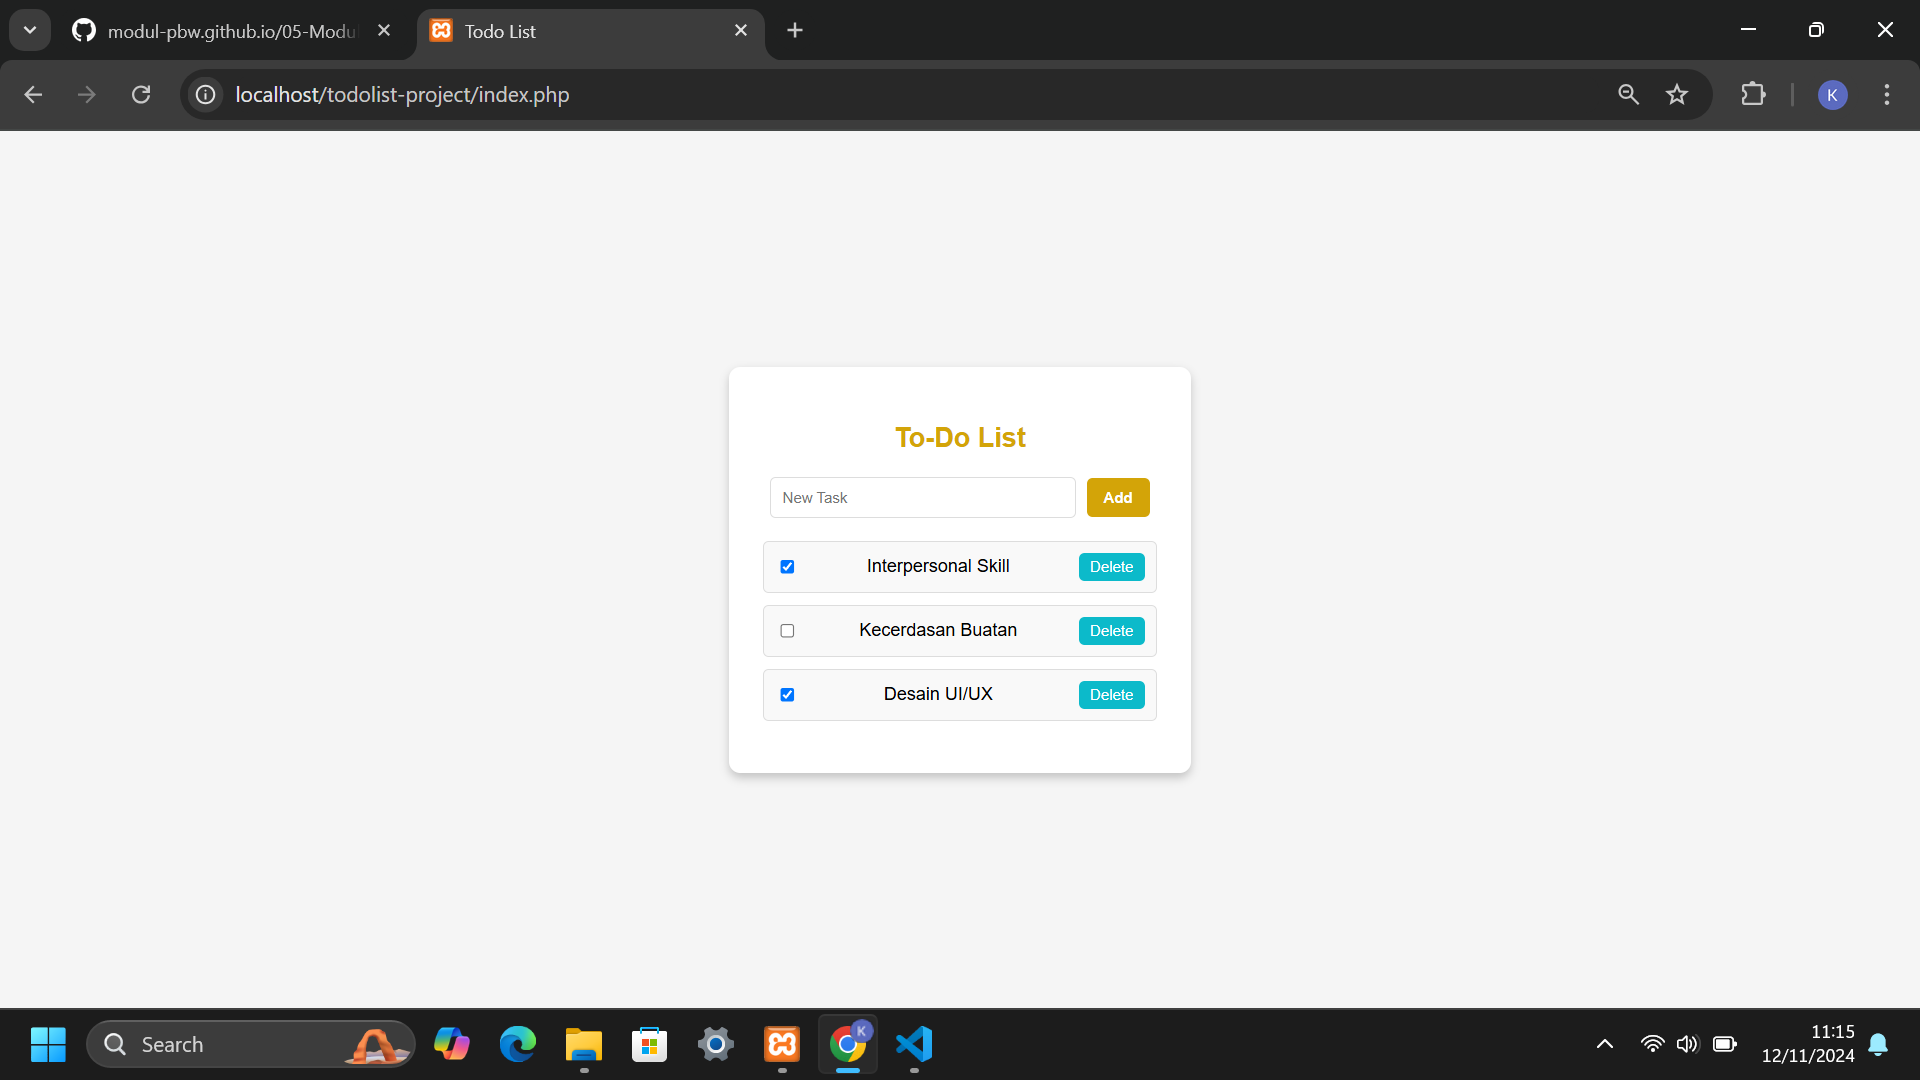 modul-pbw.github.io/05-Modu
Todo List
localhost/todolist-project/index.php
K
To-Do List
New Task
Add
Interpersonal Skill
Delete
Kecerdasan Buatan
Delete
Desain UI/UX
Delete
Search
K
11:15
12/11/2024